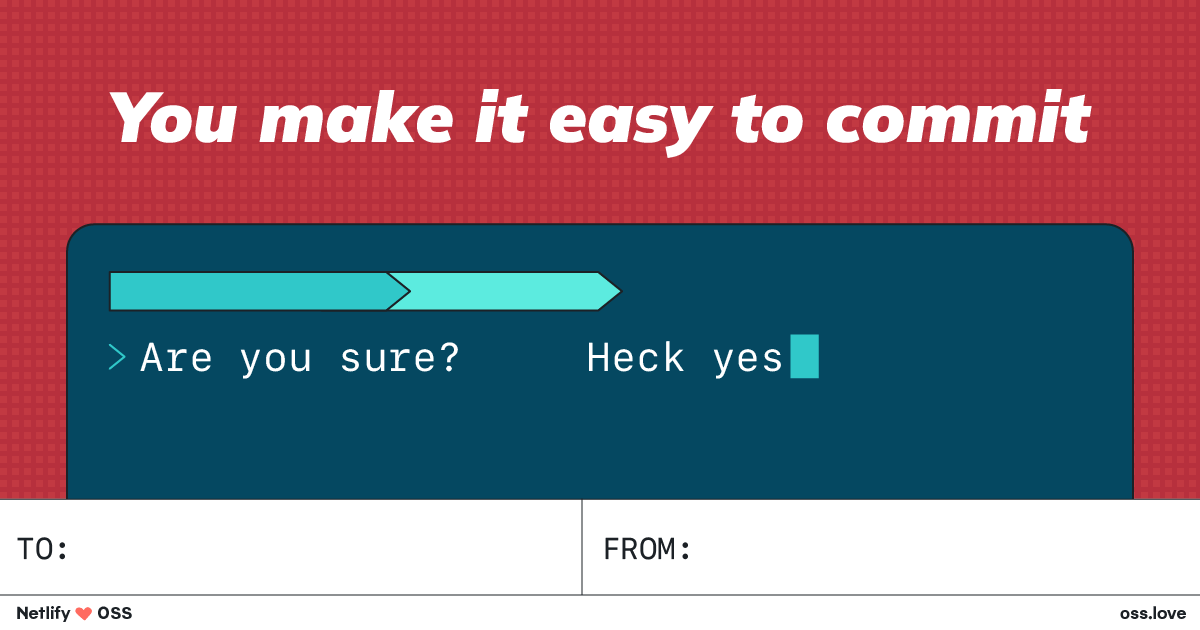 You make it easy to commit
> Are you sure? Heck yes
TO:
FROM:
Netlify ❤ OSS
oss.love